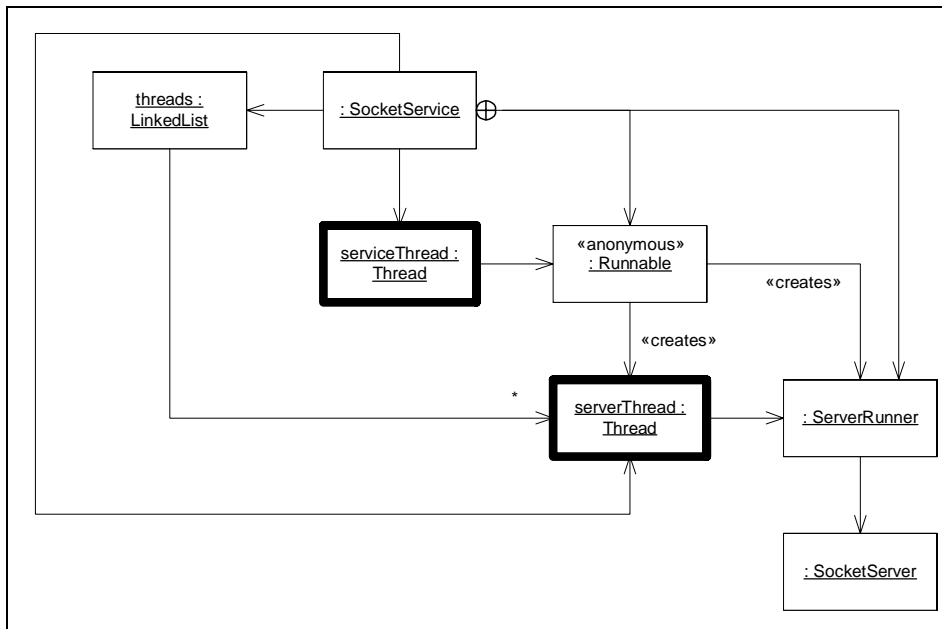 threads :
LinkedList
: SocketService
serviceThread :
Thread
«anonymous»
: Runnable
«creates»
«creates»
*
serverThread :
Thread
: ServerRunner
: SocketServer